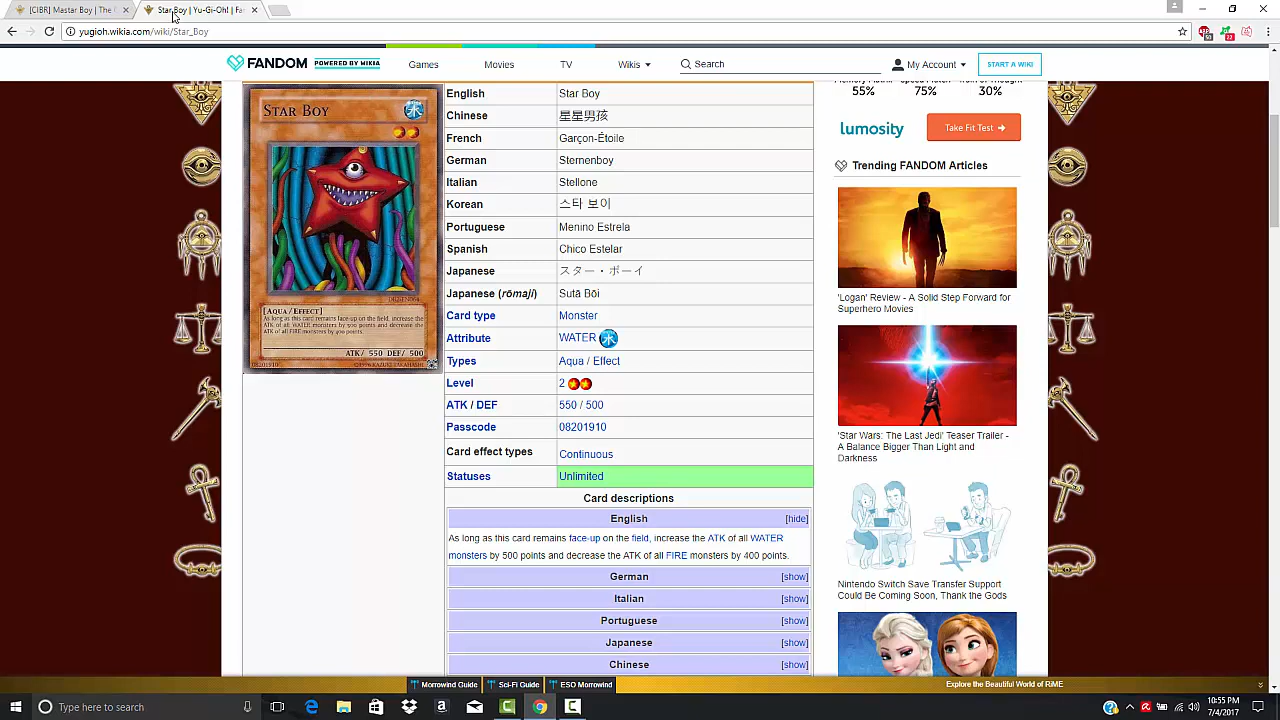 [CIBR] Mastar Boy | The
Star Boy | Yu-Gi-Oh! | Fan
yugioh.wikia.com/wiki/Star_Boy
FANDOM POWERED BY WIKIA
Games
Movies
TV
Wikis
Search
My Account
START A WIKI
STAR BOY
水
[AQUA/EFFECT]
ATK/ 550 DEF/ 500
08201910
English Star Boy
Chinese 星星男孩
French Garçon-Étoile
German Sternenboy
Italian Stellone
Korean 스타 보이
Portuguese Menino Estrela
Spanish Chico Estelar
Japanese スター・ボーイ
Japanese (rōmaji) Sutā Bōi
Card type Monster
Attribute WATER 水
Types Aqua / Effect
Level 2
ATK / DEF 550 / 500
Passcode 08201910
Card effect types Continuous
Statuses Unlimited
Card descriptions
English [hide]
As long as this card remains face-up on the field, increase the ATK of all WATER
monsters by 500 points and decrease the ATK of all FIRE monsters by 400 points.
German [show]
Italian [show]
Portuguese [show]
Japanese [show]
Chinese [show]
55% 75% 30%
lumosity Take Fit Test
Trending FANDOM Articles
'Logan' Review - A Solid Step Forward for
Superhero Movies
'Star Wars: The Last Jedi' Teaser Trailer -
A Balance Bigger Than Light and
Darkness
Nintendo Switch Save Transfer Support
Could Be Coming Soon, Thank the Gods
Morrowind Guide
Sci-Fi Guide
ESO Morrowind
Explore the Beautiful World of RiME
Type here to search
10:55 PM
7/4/2017